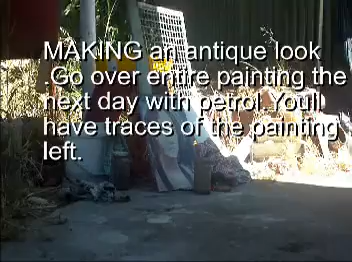 MAKING an antique look
.Go over entire painting the
next day with petrol .Youll
have traces of the painting
left.